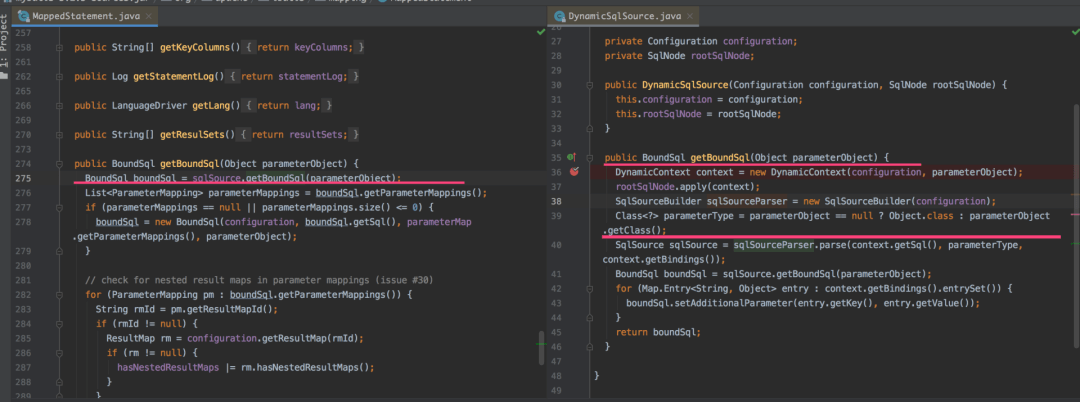 MappedStatement.java
1: Project
257
258 public String[] getKeyColumns() { return keyColumns; }
261
262 public Log getStatementLog() { return statementLog; }
265
266 public LanguageDriver getLang() { return lang; }
269
270 public String[] getResulSets() { return resultSets; }
273
274 public BoundSql getBoundSql(Object parameterObject) {
275 BoundSql boundSql = sqlSource.getBoundSql(parameterObject);
276 List<ParameterMapping> parameterMappings = boundSql.getParameterMappings();
277 if (parameterMappings == null || parameterMappings.size() <= 0) {
278 boundSql = new BoundSql(configuration, boundSql.getSql(), parameterMap
.getParameterMappings(), parameterObject);
279 }
280
281 // check for nested result maps in parameter mappings (issue #30)
282 for (ParameterMapping pm : boundSql.getParameterMappings()) {
283 String rmId = pm.getResultMapId();
284 if (rmId != null) {
285 ResultMap rm = configuration.getResultMap(rmId);
286 if (rm != null) {
287 hasNestedResultMaps |= rm.hasNestedResultMaps();
288 }
289 }
DynamicSqlSource.java
26
27 private Configuration configuration;
28 private SqlNode rootSqlNode;
29
30 public DynamicSqlSource(Configuration configuration, SqlNode rootSqlNode) {
31 this.configuration = configuration;
32 this.rootSqlNode = rootSqlNode;
33 }
34
35 public BoundSql getBoundSql(Object parameterObject) {
36 DynamicContext context = new DynamicContext(configuration, parameterObject);
37 rootSqlNode.apply(context);
38 SqlSourceBuilder sqlSourceParser = new SqlSourceBuilder(configuration);
39 Class<?> parameterType = parameterObject == null ? Object.class : parameterObject
.getClass();
40 SqlSource sqlSource = sqlSourceParser.parse(context.getSql(), parameterType,
context.getBindings());
41 BoundSql boundSql = sqlSource.getBoundSql(parameterObject);
42 for (Map.Entry<String, Object> entry : context.getBindings().entrySet()) {
43 boundSql.setAdditionalParameter(entry.getKey(), entry.getValue());
44 }
45 return boundSql;
46 }
47
48 }
49